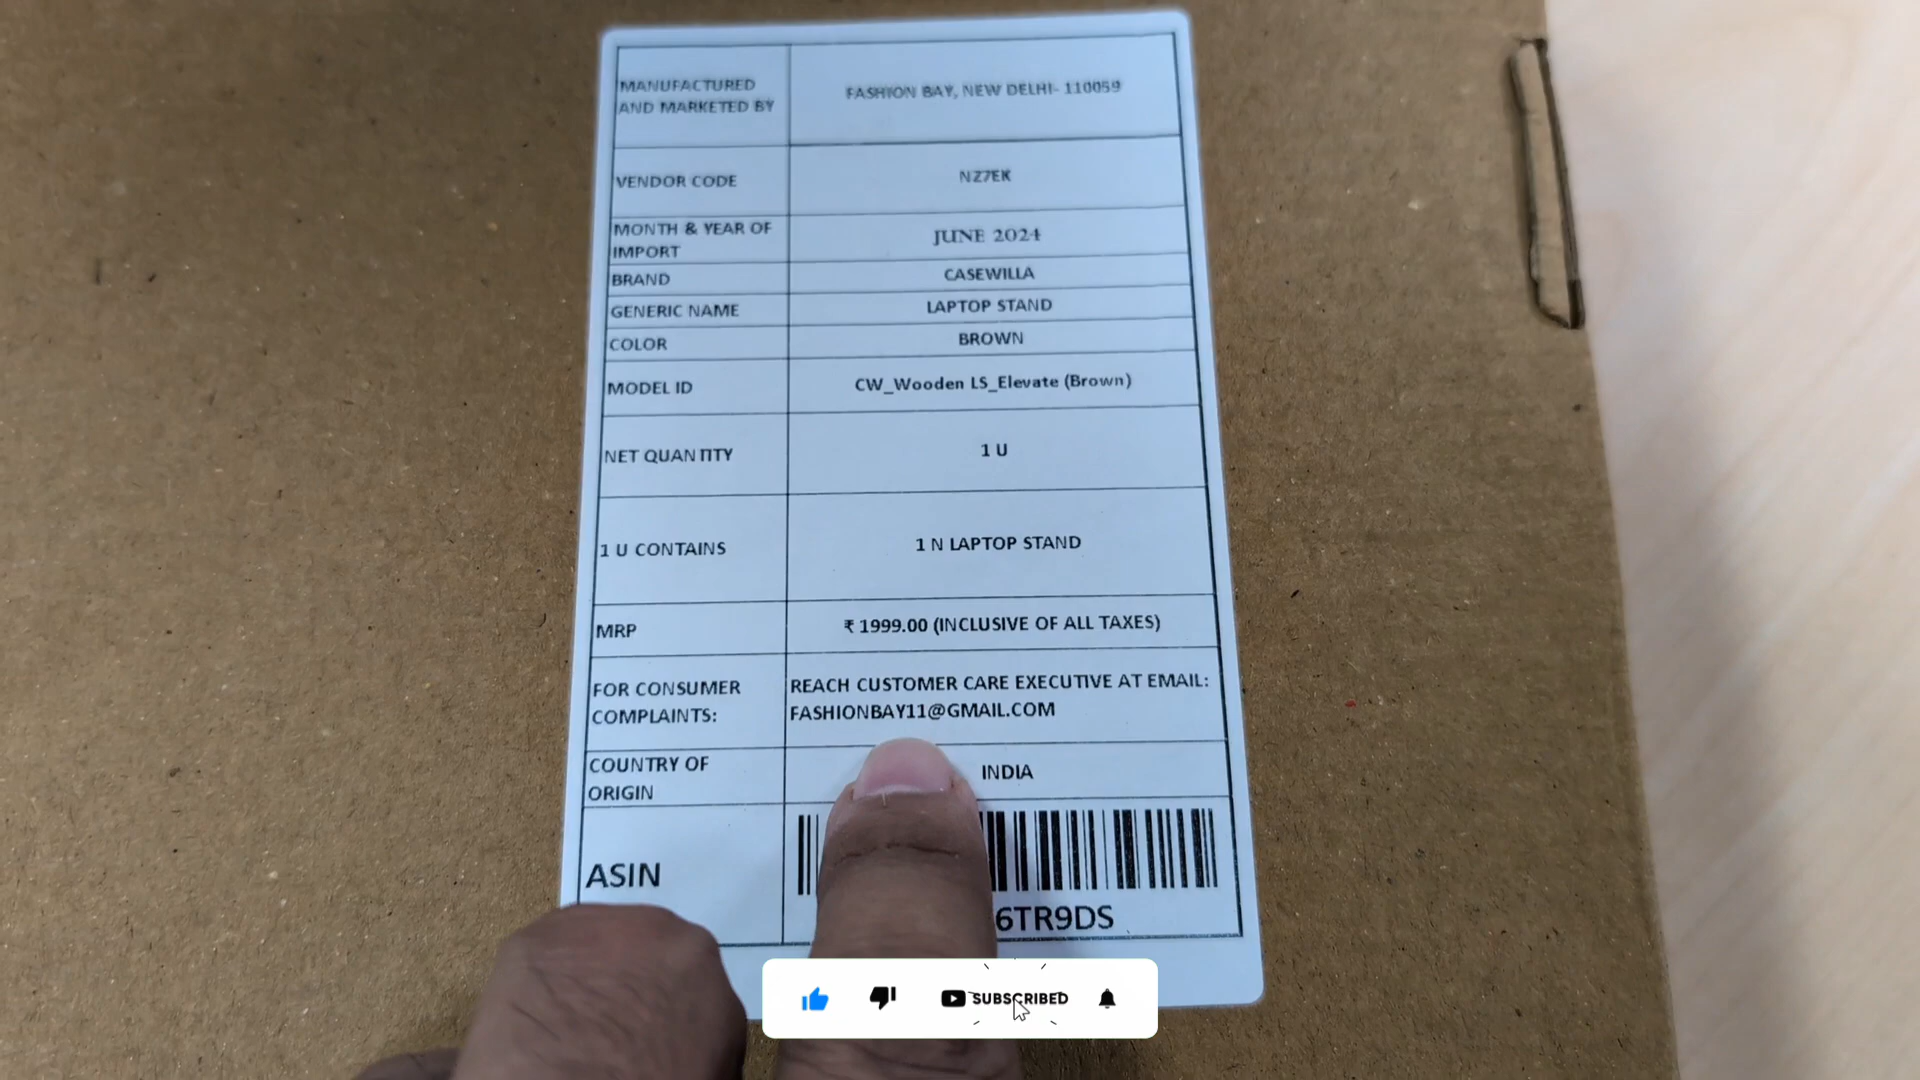 MANUFACTURED
AND MARKETED BY
FASHION BAY, NEW DELHI- 110059
VENDOR CODE
NZ7EK
MONTH & YEAR OF
IMPORT
JUNE 2024
BRAND
CASEWILLA
GENERIC NAME
LAPTOP STAND
COLOR
BROWN
MODEL ID
CW_Wooden LS_Elevate (Brown)
NET QUANTITY
1 U
1 U CONTAINS
1 N LAPTOP STAND
MRP
₹ 1999.00 (INCLUSIVE OF ALL TAXES)
FOR CONSUMER
COMPLAINTS:
REACH CUSTOMER CARE EXECUTIVE AT EMAIL:
FASHIONBAY11@GMAIL.COM
COUNTRY OF
ORIGIN
INDIA
ASIN
6TR9DS
SUBSCRIBED